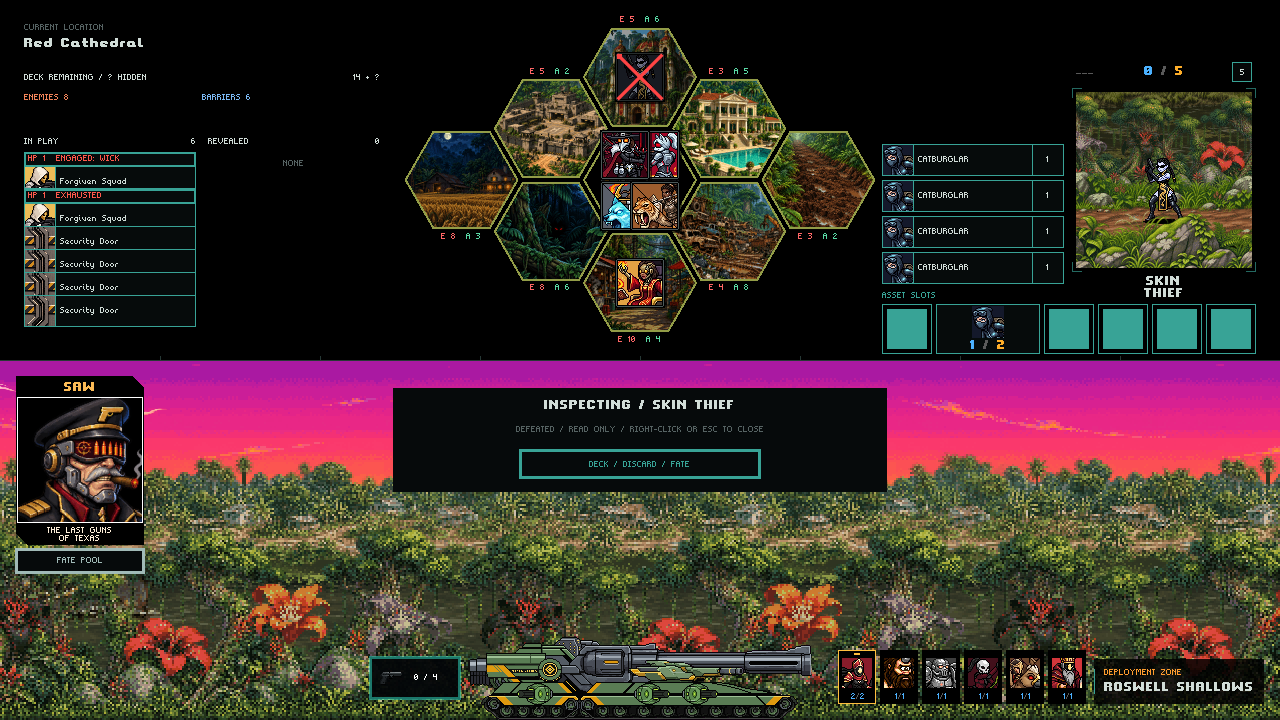 CURRENT LOCATION
Red Cathedral
DECK REMAINING / ? HIDDEN
14 + ?
ENEMIES 8
BARRIERS 6
IN PLAY
6
REVEALED
0
NONE
HP 1 ENGAGED: WICK
Forgiven Squad
HP 1 EXHAUSTED
Forgiven Squad
Security Door
Security Door
Security Door
Security Door
E 5 A 6
E 5 A 2
E 3 A 5
E 8 A 3
E 3 A 2
E 8 A 6
E 4 A 8
E 10 A 4
---
0 / 5
5
CATBURGLAR 1
CATBURGLAR 1
CATBURGLAR 1
CATBURGLAR 1
SKIN
THIEF
ASSET SLOTS
1 / 2
SAW
THE LAST GUNS
OF TEXAS
FATE POOL
INSPECTING / SKIN THIEF
DEFEATED / READ ONLY / RIGHT-CLICK OR ESC TO CLOSE
DECK / DISCARD / FATE
0 / 4
2/2
1/1
1/1
1/1
1/1
1/1
DEPLOYMENT ZONE
ROSWELL SHALLOWS